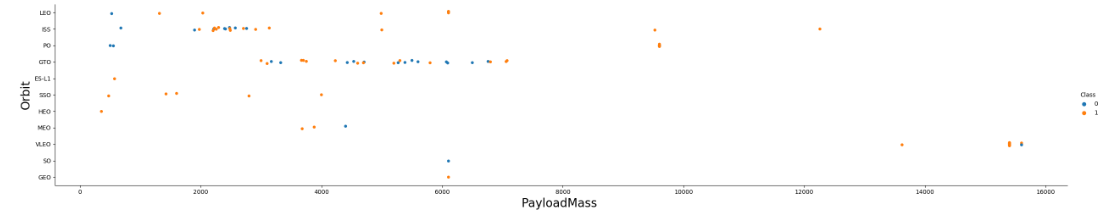 LEO
ISS
PO
GTO
ES-L1
SSO
HEO
MEO
VLEO
SO
GEO
Orbit
0 2000 4000 6000 8000 10000 12000 14000 16000
PayloadMass
Class
0
1